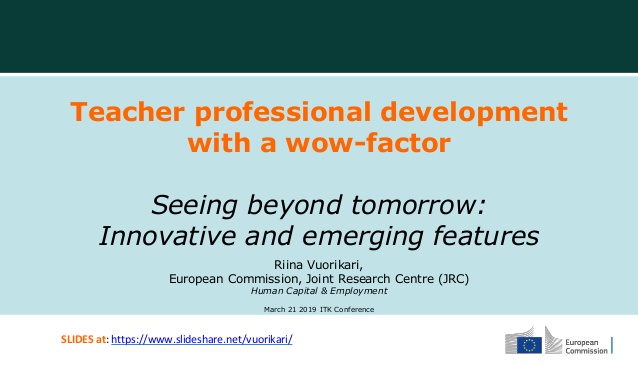 Teacher professional development
with a wow-factor
Seeing beyond tomorrow:
Innovative and emerging features
Riina Vuorikari,
European Commission, Joint Research Centre (JRC)
Human Capital & Employment
March 21 2019 ITK Conference
SLIDES at: https://www.slideshare.net/vuorikari/
European
Commission